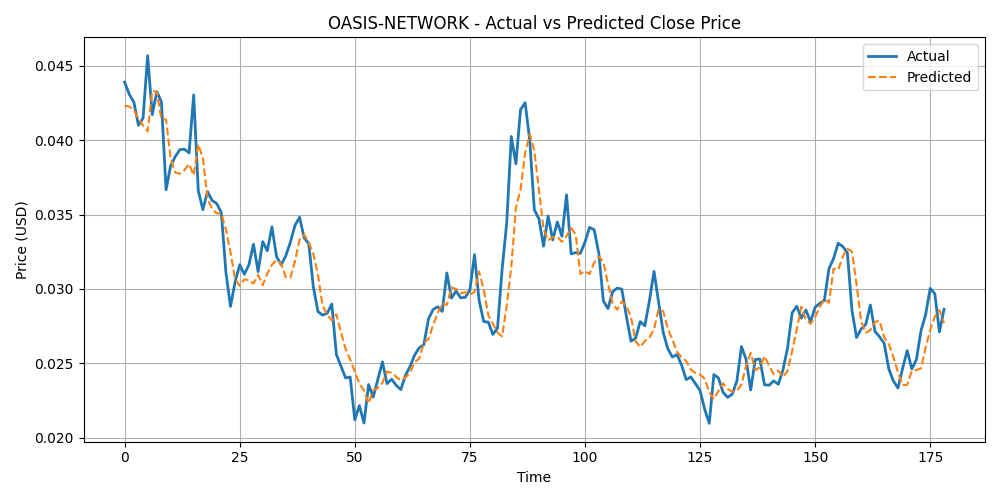 OASIS-NETWORK - Actual vs Predicted Close Price
Actual
Predicted
Price (USD)
0.045
0.040
0.035
0.030
0.025
0.020
0 25 50 75 100 125 150 175
Time